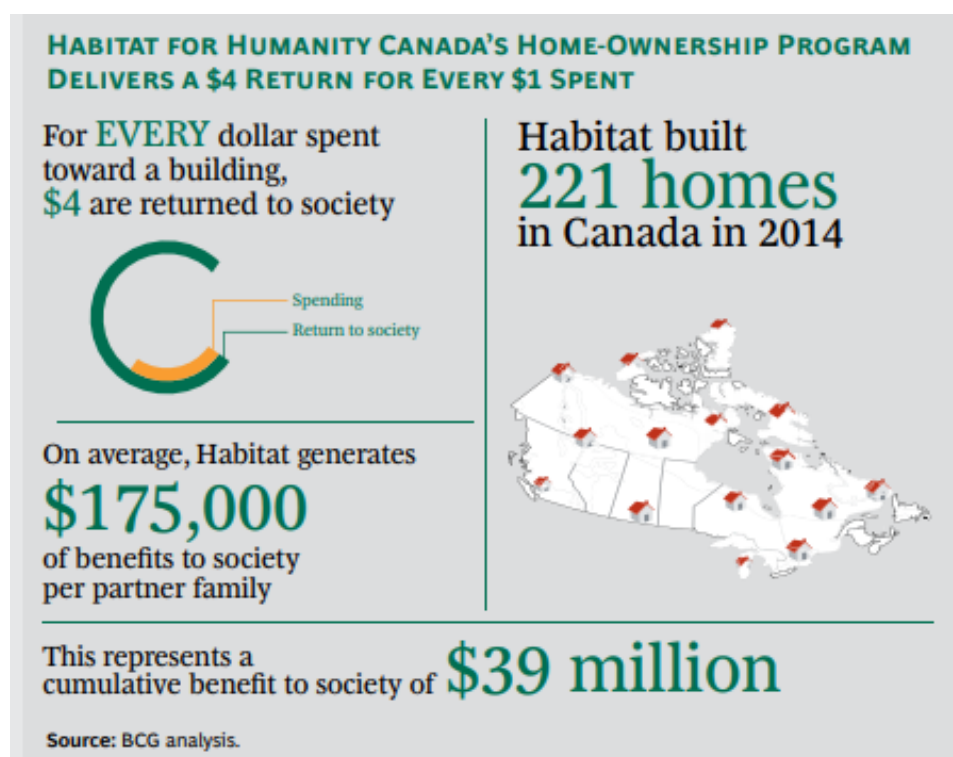 HABITAT FOR HUMANITY CANADA'S HOME-OWNERSHIP PROGRAM
DELIVERS A $4 RETURN FOR EVERY $1 SPENT
For EVERY dollar spent
toward a building,
$4 are returned to society
Spending
Return to society
On average, Habitat generates
$175,000
of benefits to society
per partner family
Habitat built
221 homes
in Canada in 2014
This represents a
cumulative benefit to society of $39 million
Source: BCG analysis.